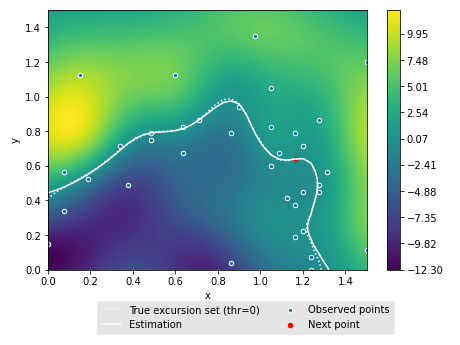 1.4
1.2
1.0
0.8
0.6
0.4
0.2
0.0
y
0.0 0.2 0.4 0.6 0.8 1.0 1.2 1.4
x
9.95
7.48
5.01
2.54
0.07
−2.41
−4.88
−7.35
−9.82
−12.30
True excursion set (thr=0)
Estimation
Observed points
Next point